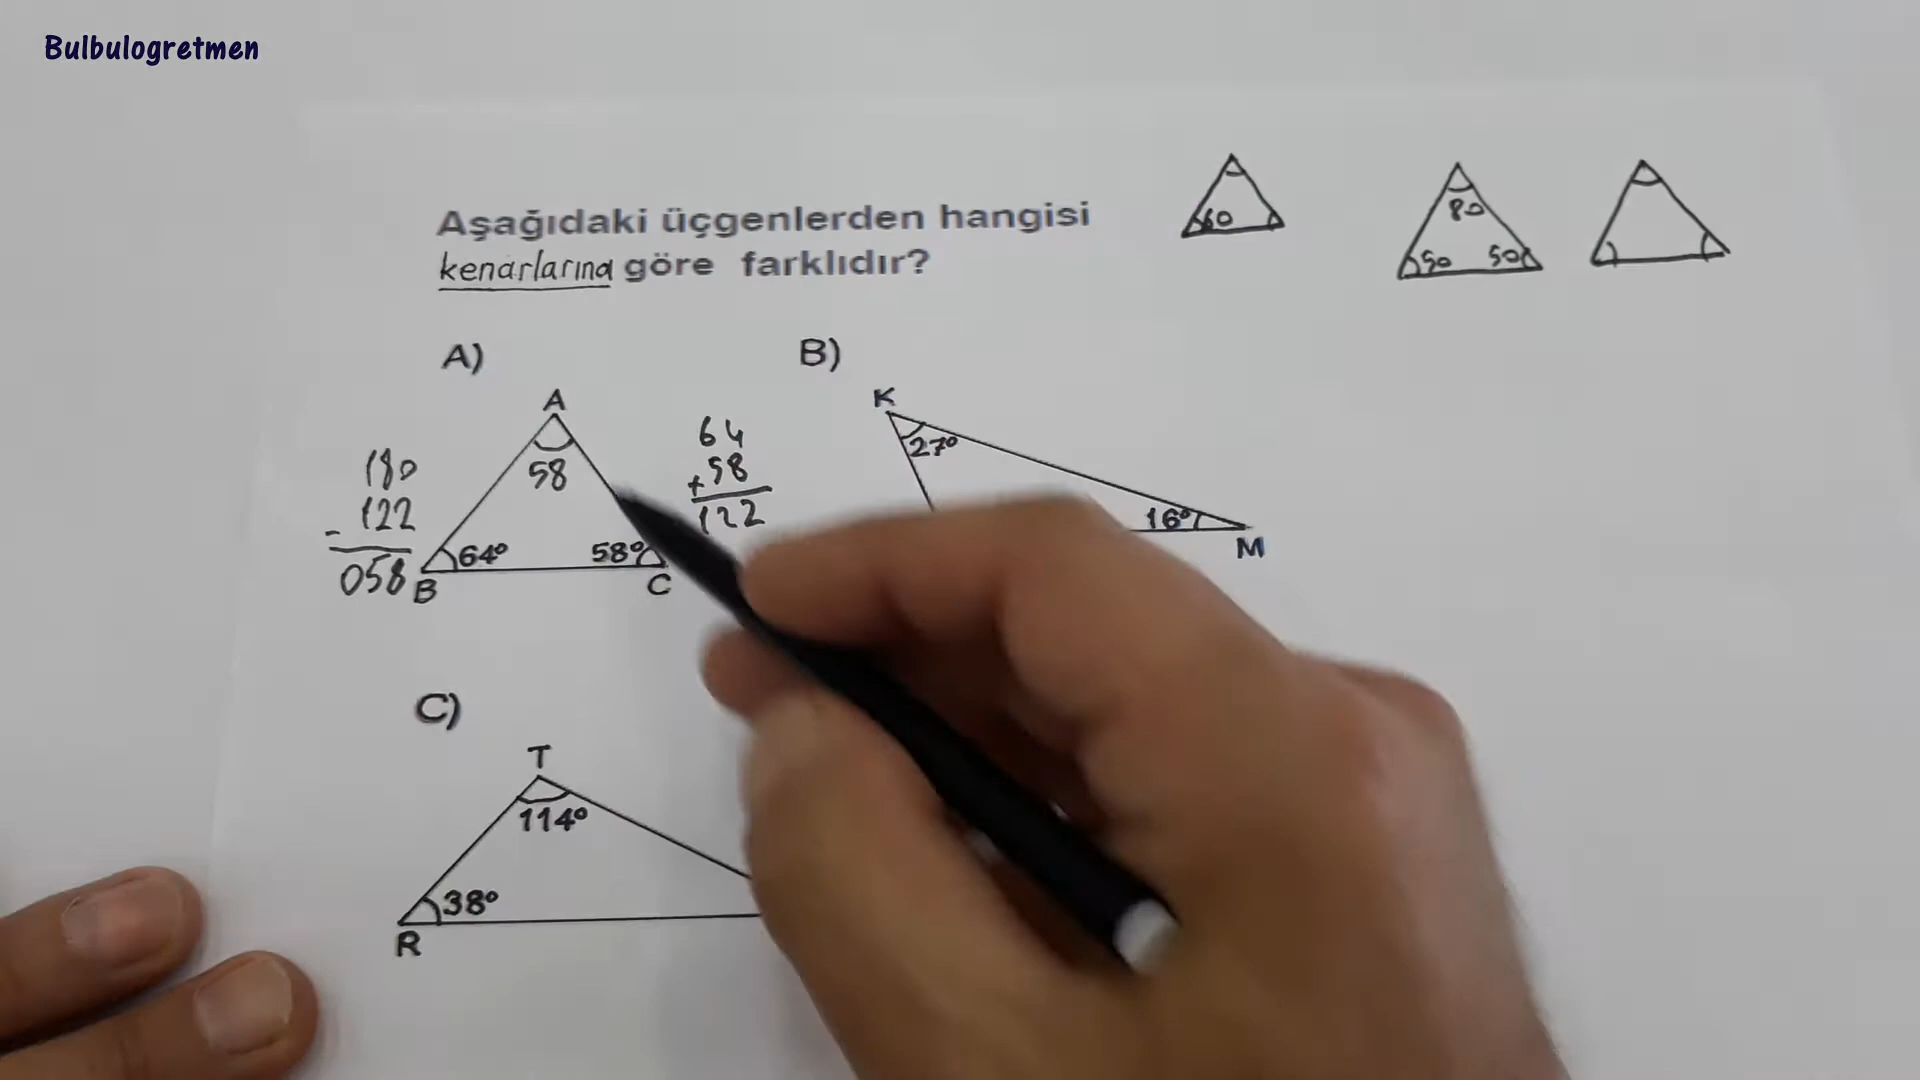 Bulbulogretmen
Aşağıdaki üçgenlerden hangisi
kenarlarına göre farklıdır?
60
80
50 50
A)
A
58
64° 58°
B
C
180
- 122
058
64
+ 58
122
B)
K
27°
16°
M
C)
T
114°
38°
R